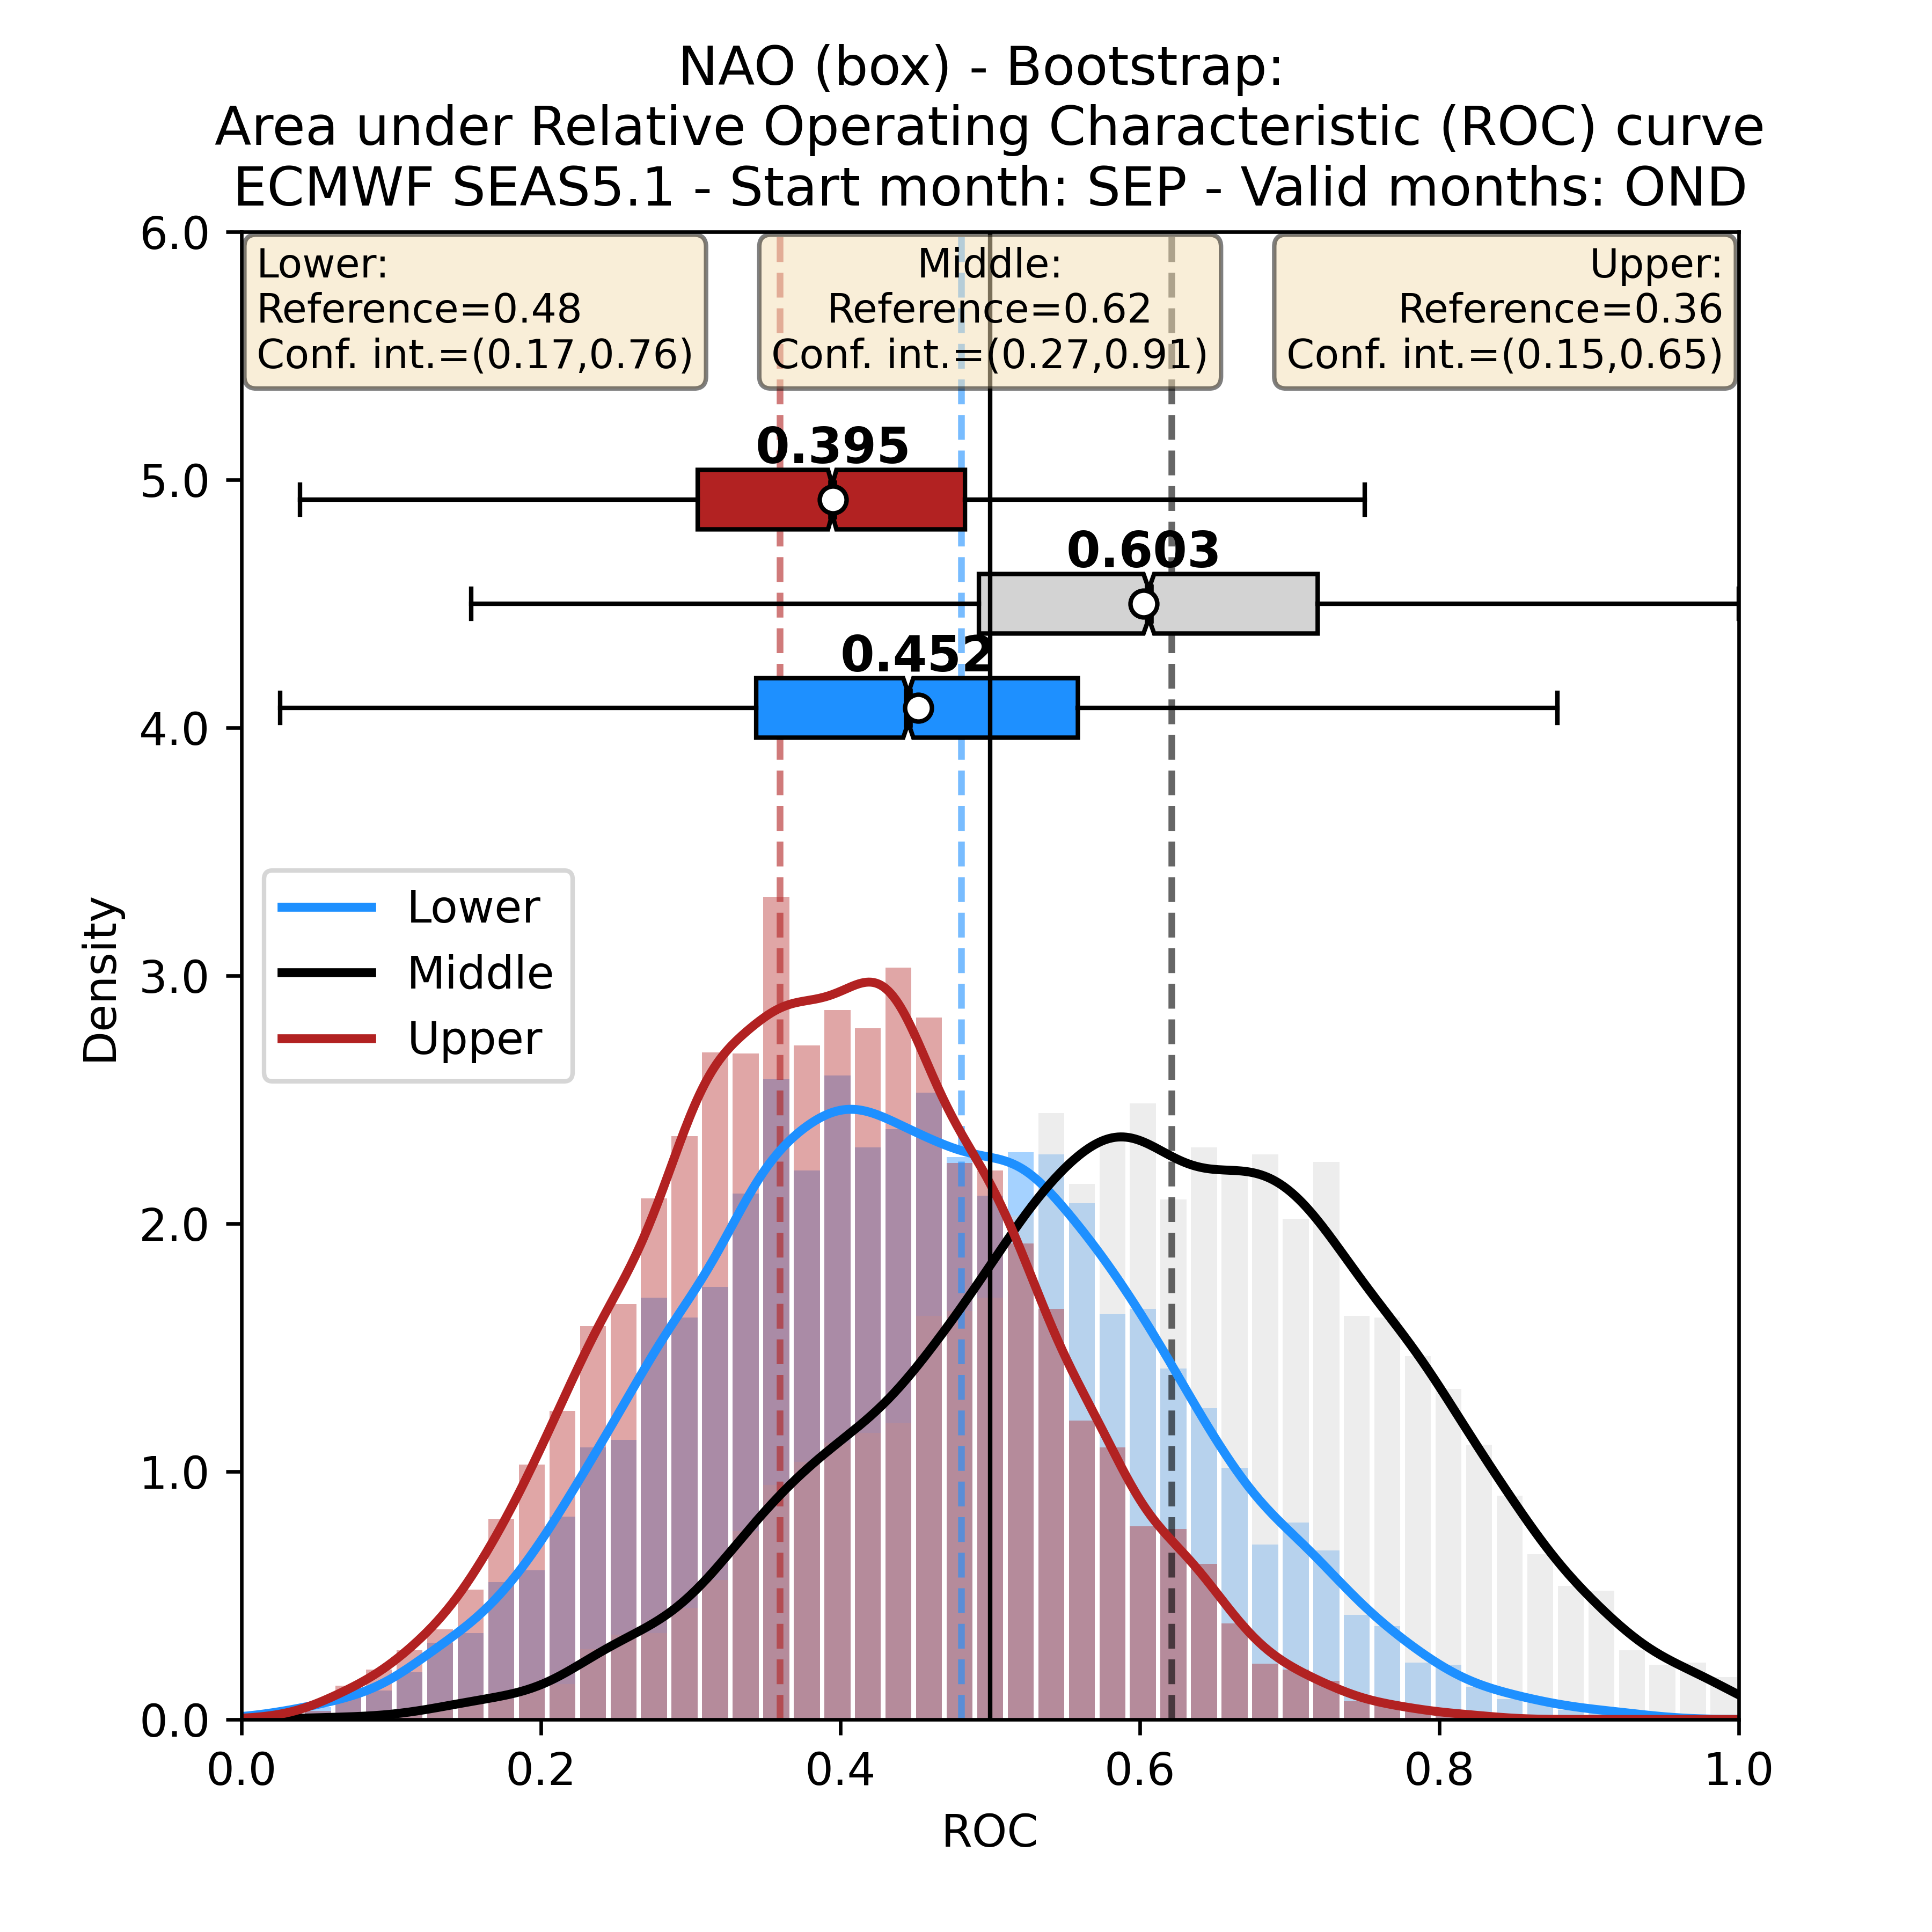 NAO (box) - Bootstrap:
Area under Relative Operating Characteristic (ROC) curve
ECMWF SEAS5.1 - Start month: SEP - Valid months: OND
Lower:
Reference=0.48
Conf. int.=(0.17,0.76)
Middle:
Reference=0.62
Conf. int.=(0.27,0.91)
Upper:
Reference=0.36
Conf. int.=(0.15,0.65)
0.395
0.603
0.452
Lower
Middle
Upper
Density
6.0
5.0
4.0
3.0
2.0
1.0
0.0
0.0 0.2 0.4 0.6 0.8 1.0
ROC